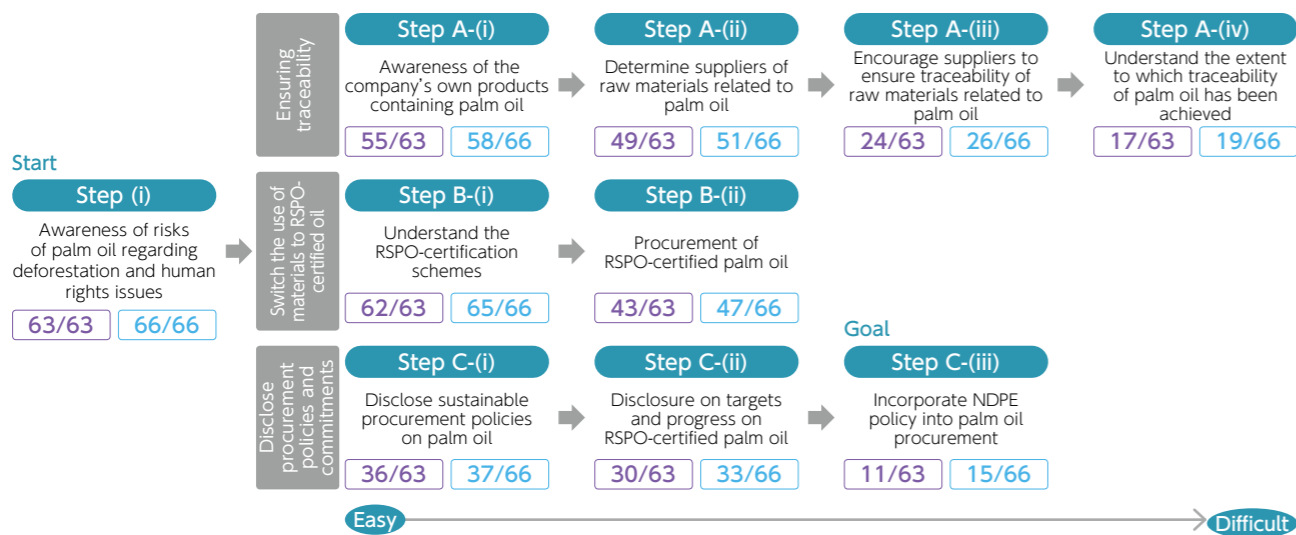 Start
Step (i)
Awareness of risks
of palm oil regarding
deforestation and human
rights issues
63/63
66/66
Ensuring
traceability
Step A-(i)
Awareness of the
company's own products
containing palm oil
55/63
58/66
Step A-(ii)
Determine suppliers of
raw materials related to
palm oil
49/63
51/66
Step A-(iii)
Encourage suppliers to
ensure traceability of
raw materials related to
palm oil
24/63
26/66
Step A-(iv)
Understand the extent
to which traceability
of palm oil has been
achieved
17/63
19/66
Switch the use of
materials to RSPO-
certified oil
Step B-(i)
Understand the
RSPO-certification
schemes
62/63
65/66
Step B-(ii)
Procurement of
RSPO-certified palm oil
43/63
47/66
Disclose
procurement
policies and
commitments
Step C-(i)
Disclose sustainable
procurement policies
on palm oil
36/63
37/66
Step C-(ii)
Disclosure on targets
and progress on
RSPO-certified palm oil
30/63
33/66
Goal
Step C-(iii)
Incorporate NDPE
policy into palm oil
procurement
11/63
15/66
Easy
Difficult